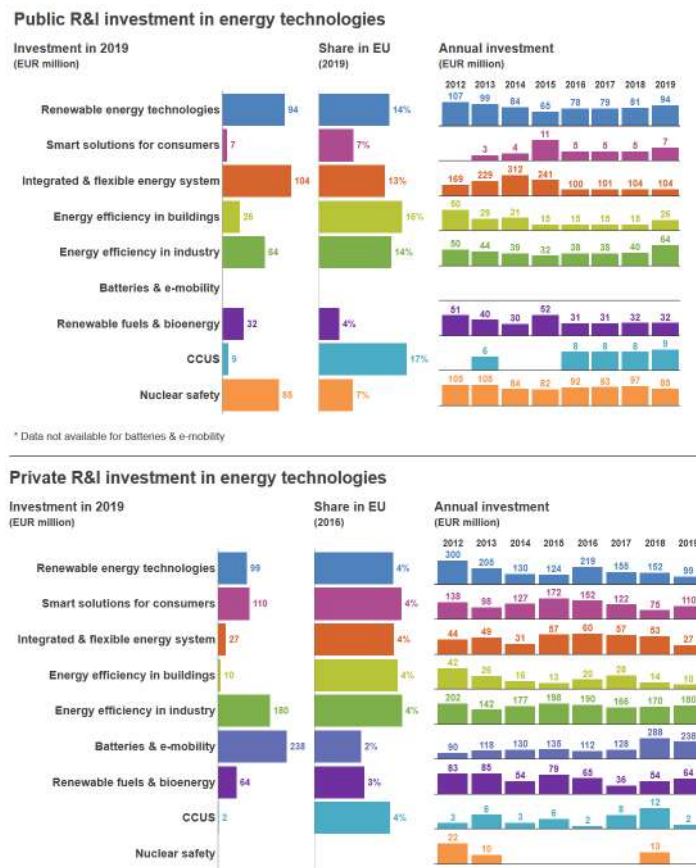 Public R&I investment in energy technologies
Investment in 2019 Share in EU Annual investment
(EUR million) (2019) (EUR million)
2012 2013 2014 2015 2016 2017 2018 2019
Renewable energy technologies 94 14% 107 99 84 65 78 79 81 94
Smart solutions for consumers 7 7% 3 4 11 7
Integrated & flexible energy system 104 13% 169 229 312 241 100 101 104 104
Energy efficiency in buildings 26 16% 50 29 26
Energy efficiency in industry 64 14% 50 44 39 32 38 38 40 64
Batteries & e-mobility
Renewable fuels & bioenergy 32 4% 51 40 30 52 31 31 32 32
CCUS 9 17% 6 8 8 8 9
Nuclear safety 7% 105 105 84 82 92 97
* Data not available for batteries & e-mobility
Private R&I investment in energy technologies
Investment in 2019 Share in EU Annual investment
(EUR million) (2016) (EUR million)
2012 2013 2014 2015 2016 2017 2018 2019
Renewable energy technologies 99 4% 300 205 130 124 219 155 152 99
Smart solutions for consumers 110 4% 138 98 127 172 152 122 75 110
Integrated & flexible energy system 27 4% 44 49 31 57 60 57 53 27
Energy efficiency in buildings 10 4% 42 26 16 13 20 28 14 10
Energy efficiency in industry 180 4% 202 142 177 198 190 166 170 180
Batteries & e-mobility 238 2% 90 118 130 135 112 128 288 238
Renewable fuels & bioenergy 64 3% 83 85 54 79 65 36 54 64
CCUS 2 4% 3 6 3 6 2 8 12 2
Nuclear safety 22 10 13